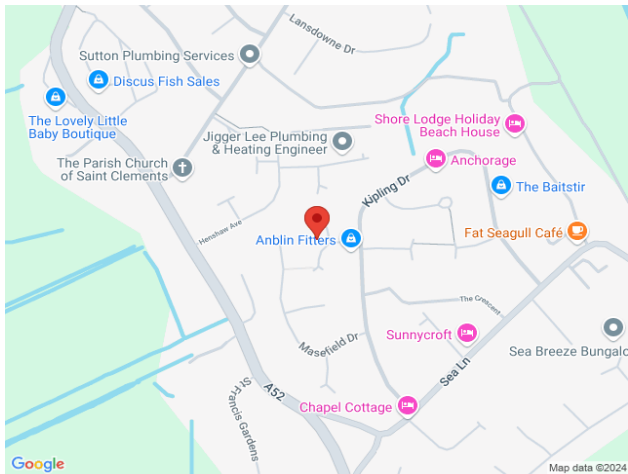 Lansdowne Dr
Sutton Plumbing Services
Discus Fish Sales
The Lovely Little
Baby Boutique
Shore Lodge Holiday
Beach House
Jigger Lee Plumbing
& Heating Engineer
Anchorage
The Parish Church
of Saint Clements
Kipling Dr
The Baitstir
Henshaw Ave
Fat Seagull Café
Anblin Fitters
The Crescent
Sunnycroft
Masefield Dr
Sea Breeze Bungalo
Sea Ln
A52
St Francis Gardens
Chapel Cottage
Google
Map data ©2024